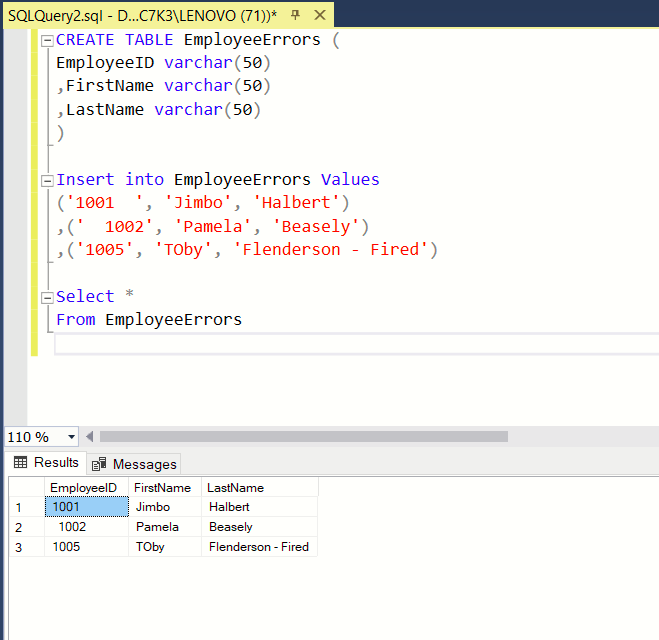 SQLQuery2.sql - D...C7K3\LENOVO (71))*
CREATE TABLE EmployeeErrors (
EmployeeID varchar(50)
,FirstName varchar(50)
,LastName varchar(50)
)
Insert into EmployeeErrors Values
('1001  ', 'Jimbo', 'Halbert')
,('  1002', 'Pamela', 'Beasely')
,('1005', 'TOby', 'Flenderson - Fired')
Select *
From EmployeeErrors
110 %
Results Messages
EmployeeID FirstName LastName
1 1001 Jimbo Halbert
2   1002 Pamela Beasely
3 1005 TOby Flenderson - Fired